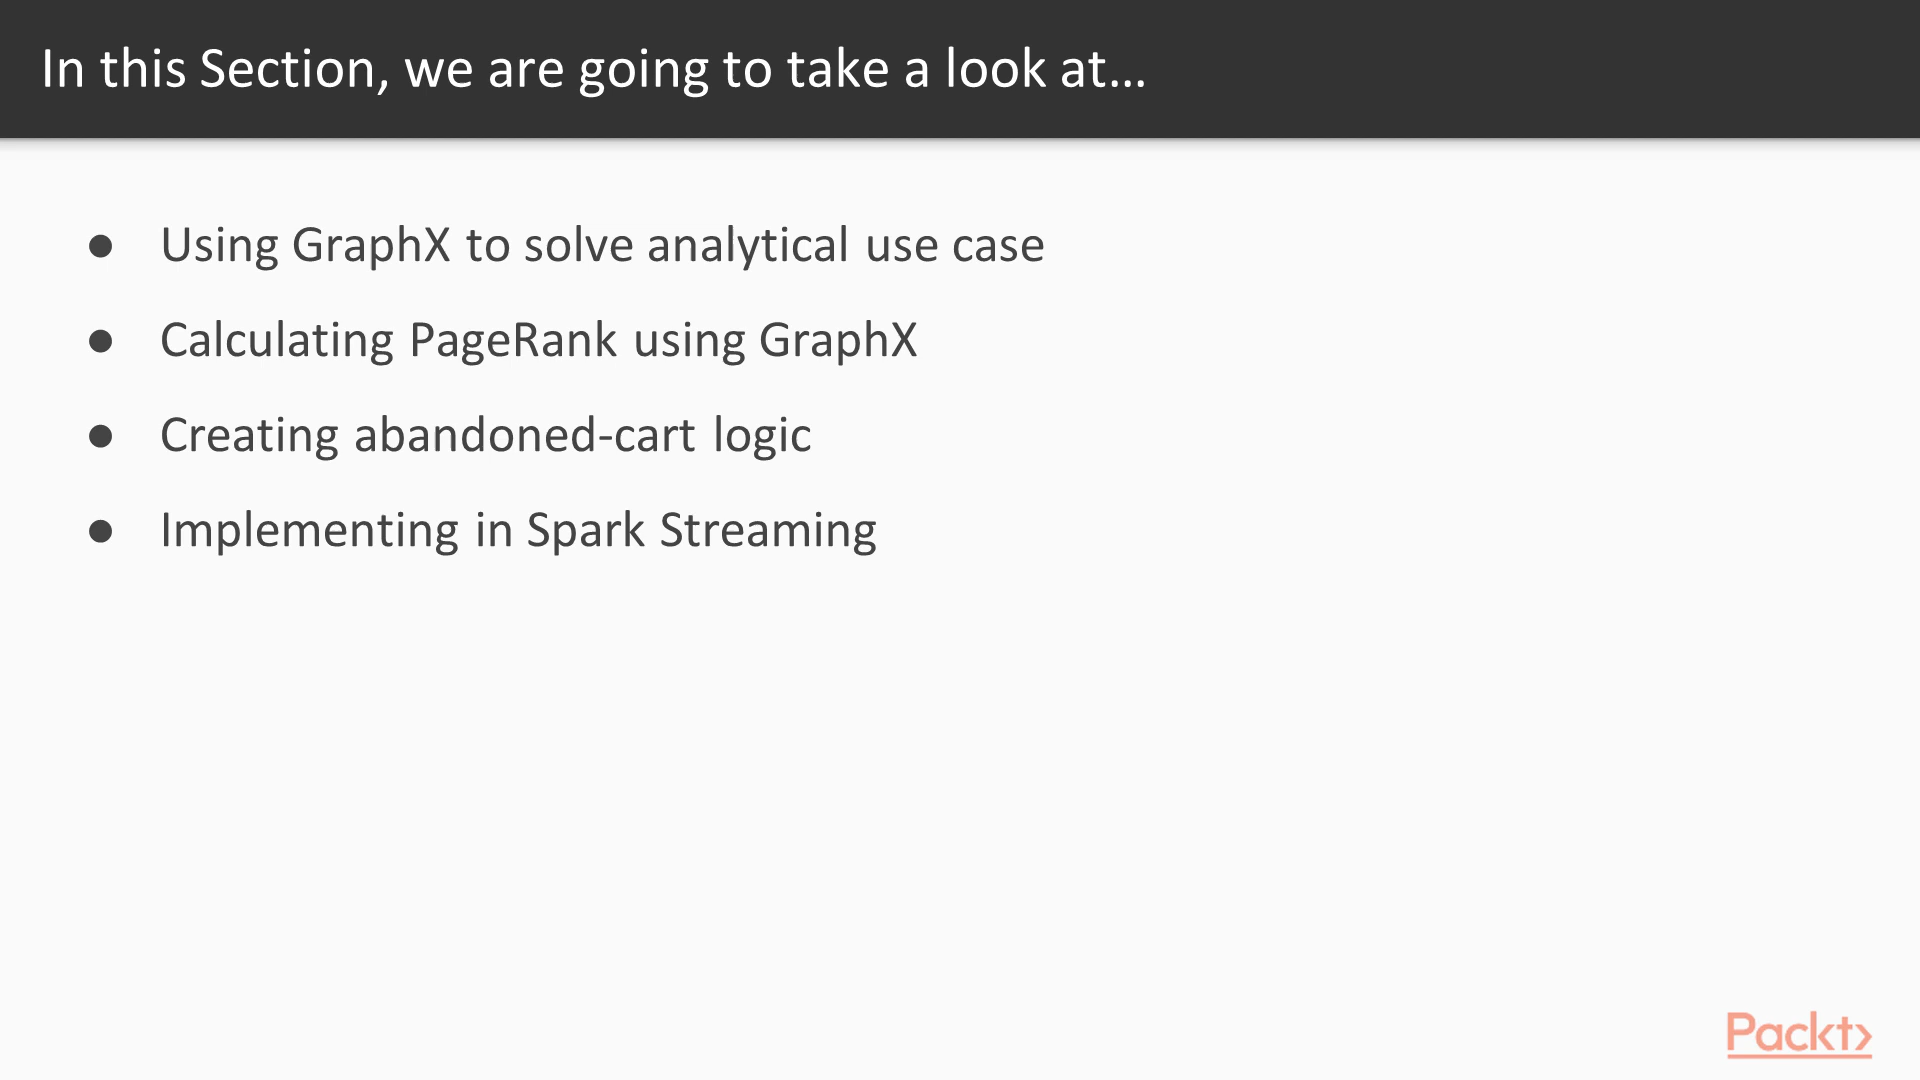 In this Section, we are going to take a look at...
● Using GraphX to solve analytical use case
● Calculating PageRank using GraphX
● Creating abandoned-cart logic
● Implementing in Spark Streaming
Packt>